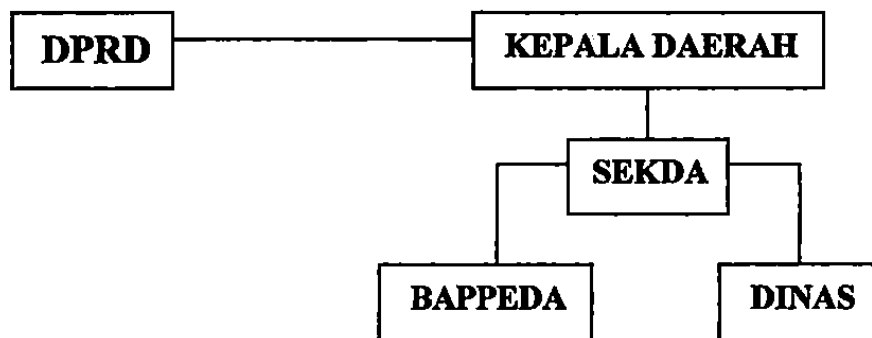 DPRD
KEPALA DAERAH
SEKDA
BAPPEDA
DINAS